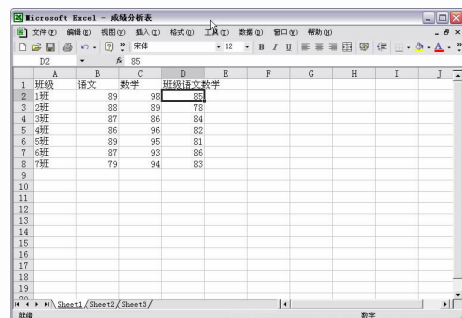 Microsoft Excel - 成绩分析表
文件(F) 编辑(E) 视图(V) 插入(I) 格式(O) 工具(T) 数据(D) 窗口(W) 帮助(H)
宋体 12 B I U
D2 fx 85
A B C D E F G H I J
1 班级 语文 数学 班级语文数学
2 1班 89 98 85
3 2班 88 89 78
4 3班 87 86 84
5 4班 86 96 82
6 5班 89 95 81
7 6班 87 93 86
8 7班 79 94 83
9
10
11
12
13
14
15
16
17
18
19
20
Sheet1 Sheet2 Sheet3
就绪 数字